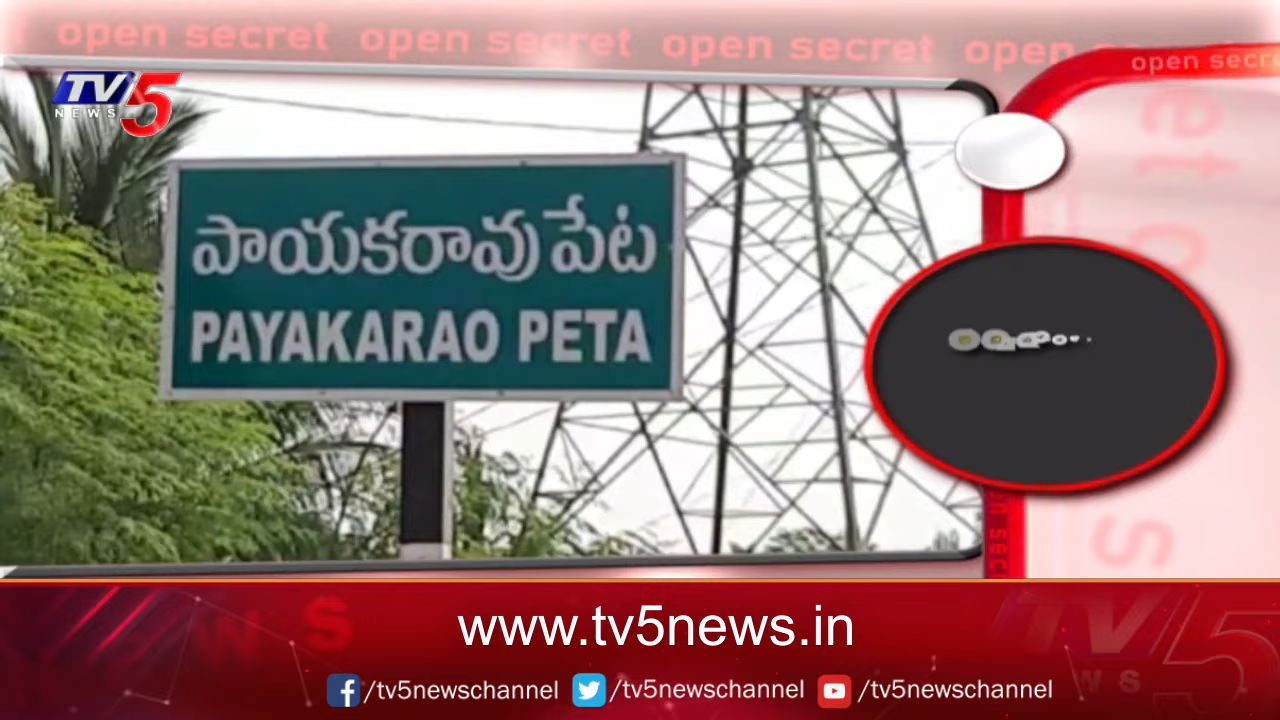 open secret open secret open secret open
open secre
TV5
NEWS
పాయకరావు పేట
PAYAKARAO PETA
www.tv5news.in
/tv5newschannel /tv5newschannel /tv5newschannel